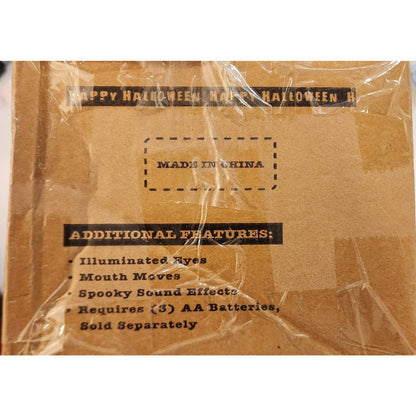 HAPPY HALLOWEEN HAPPY HALLOWEEN H
MADE IN CHINA
ADDITIONAL FEATURES:
• Illuminated Eyes
• Mouth Moves
• Spooky Sound Effects
• Requires (3) AA Batteries,
Sold Separately